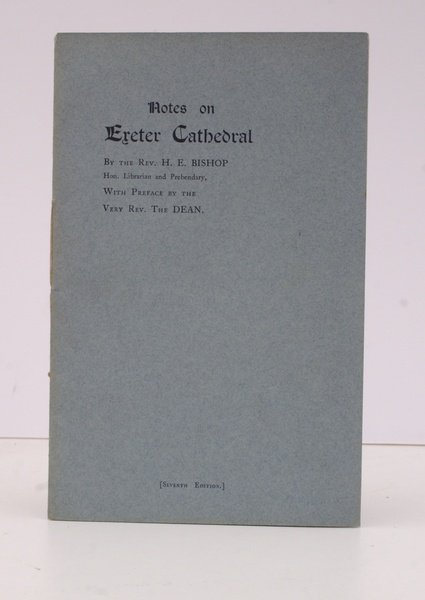 Notes on
Exeter Cathedral
By the Rev. H. E. BISHOP
Hon. Librarian and Prebendary,
With Preface by the
Very Rev. The DEAN.
[Seventh Edition.]